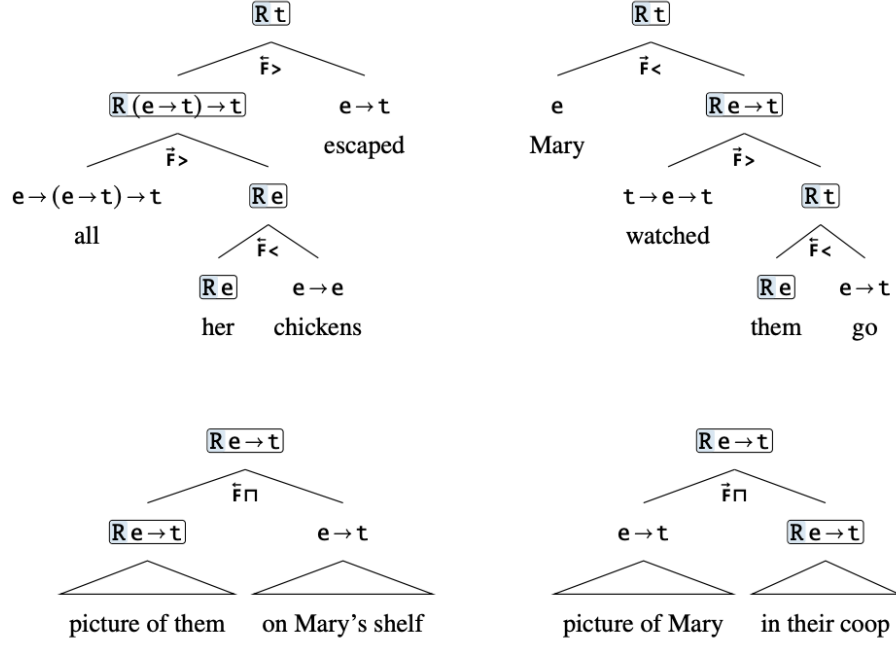 R t R t
F⃖> F⃗<
R (e→t)→t e→t e R e→t
escaped Mary
F⃗> F⃗>
e→(e→t)→t R e t→e→t R t
all watched
F⃖< F⃖<
R e e→e R e e→t
her chickens them go
R e→t R e→t
F⃖⊓ F⃗⊓
R e→t e→t e→t R e→t
picture of them on Mary’s shelf picture of Mary in their coop